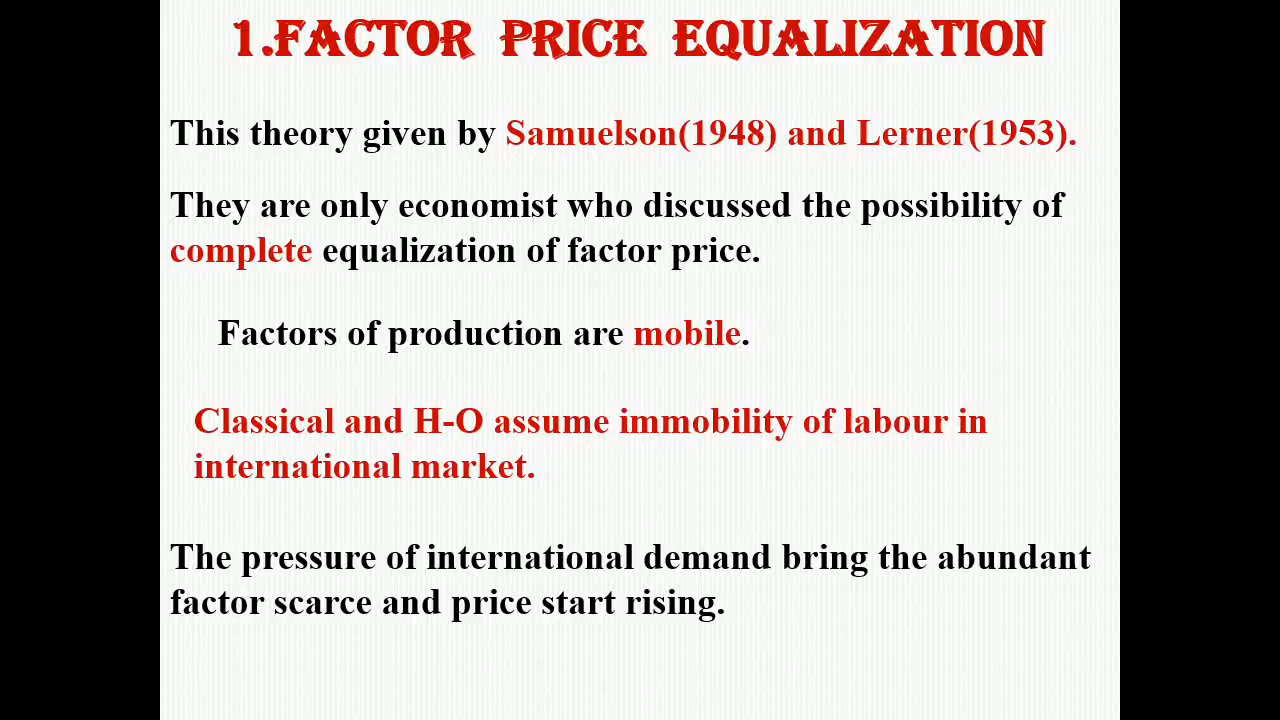 1.FACTOR PRICE EQUALIZATION
This theory given by Samuelson(1948) and Lerner(1953).
They are only economist who discussed the possibility of
complete equalization of factor price.
Factors of production are mobile.
Classical and H-O assume immobility of labour in
international market.
The pressure of international demand bring the abundant
factor scarce and price start rising.